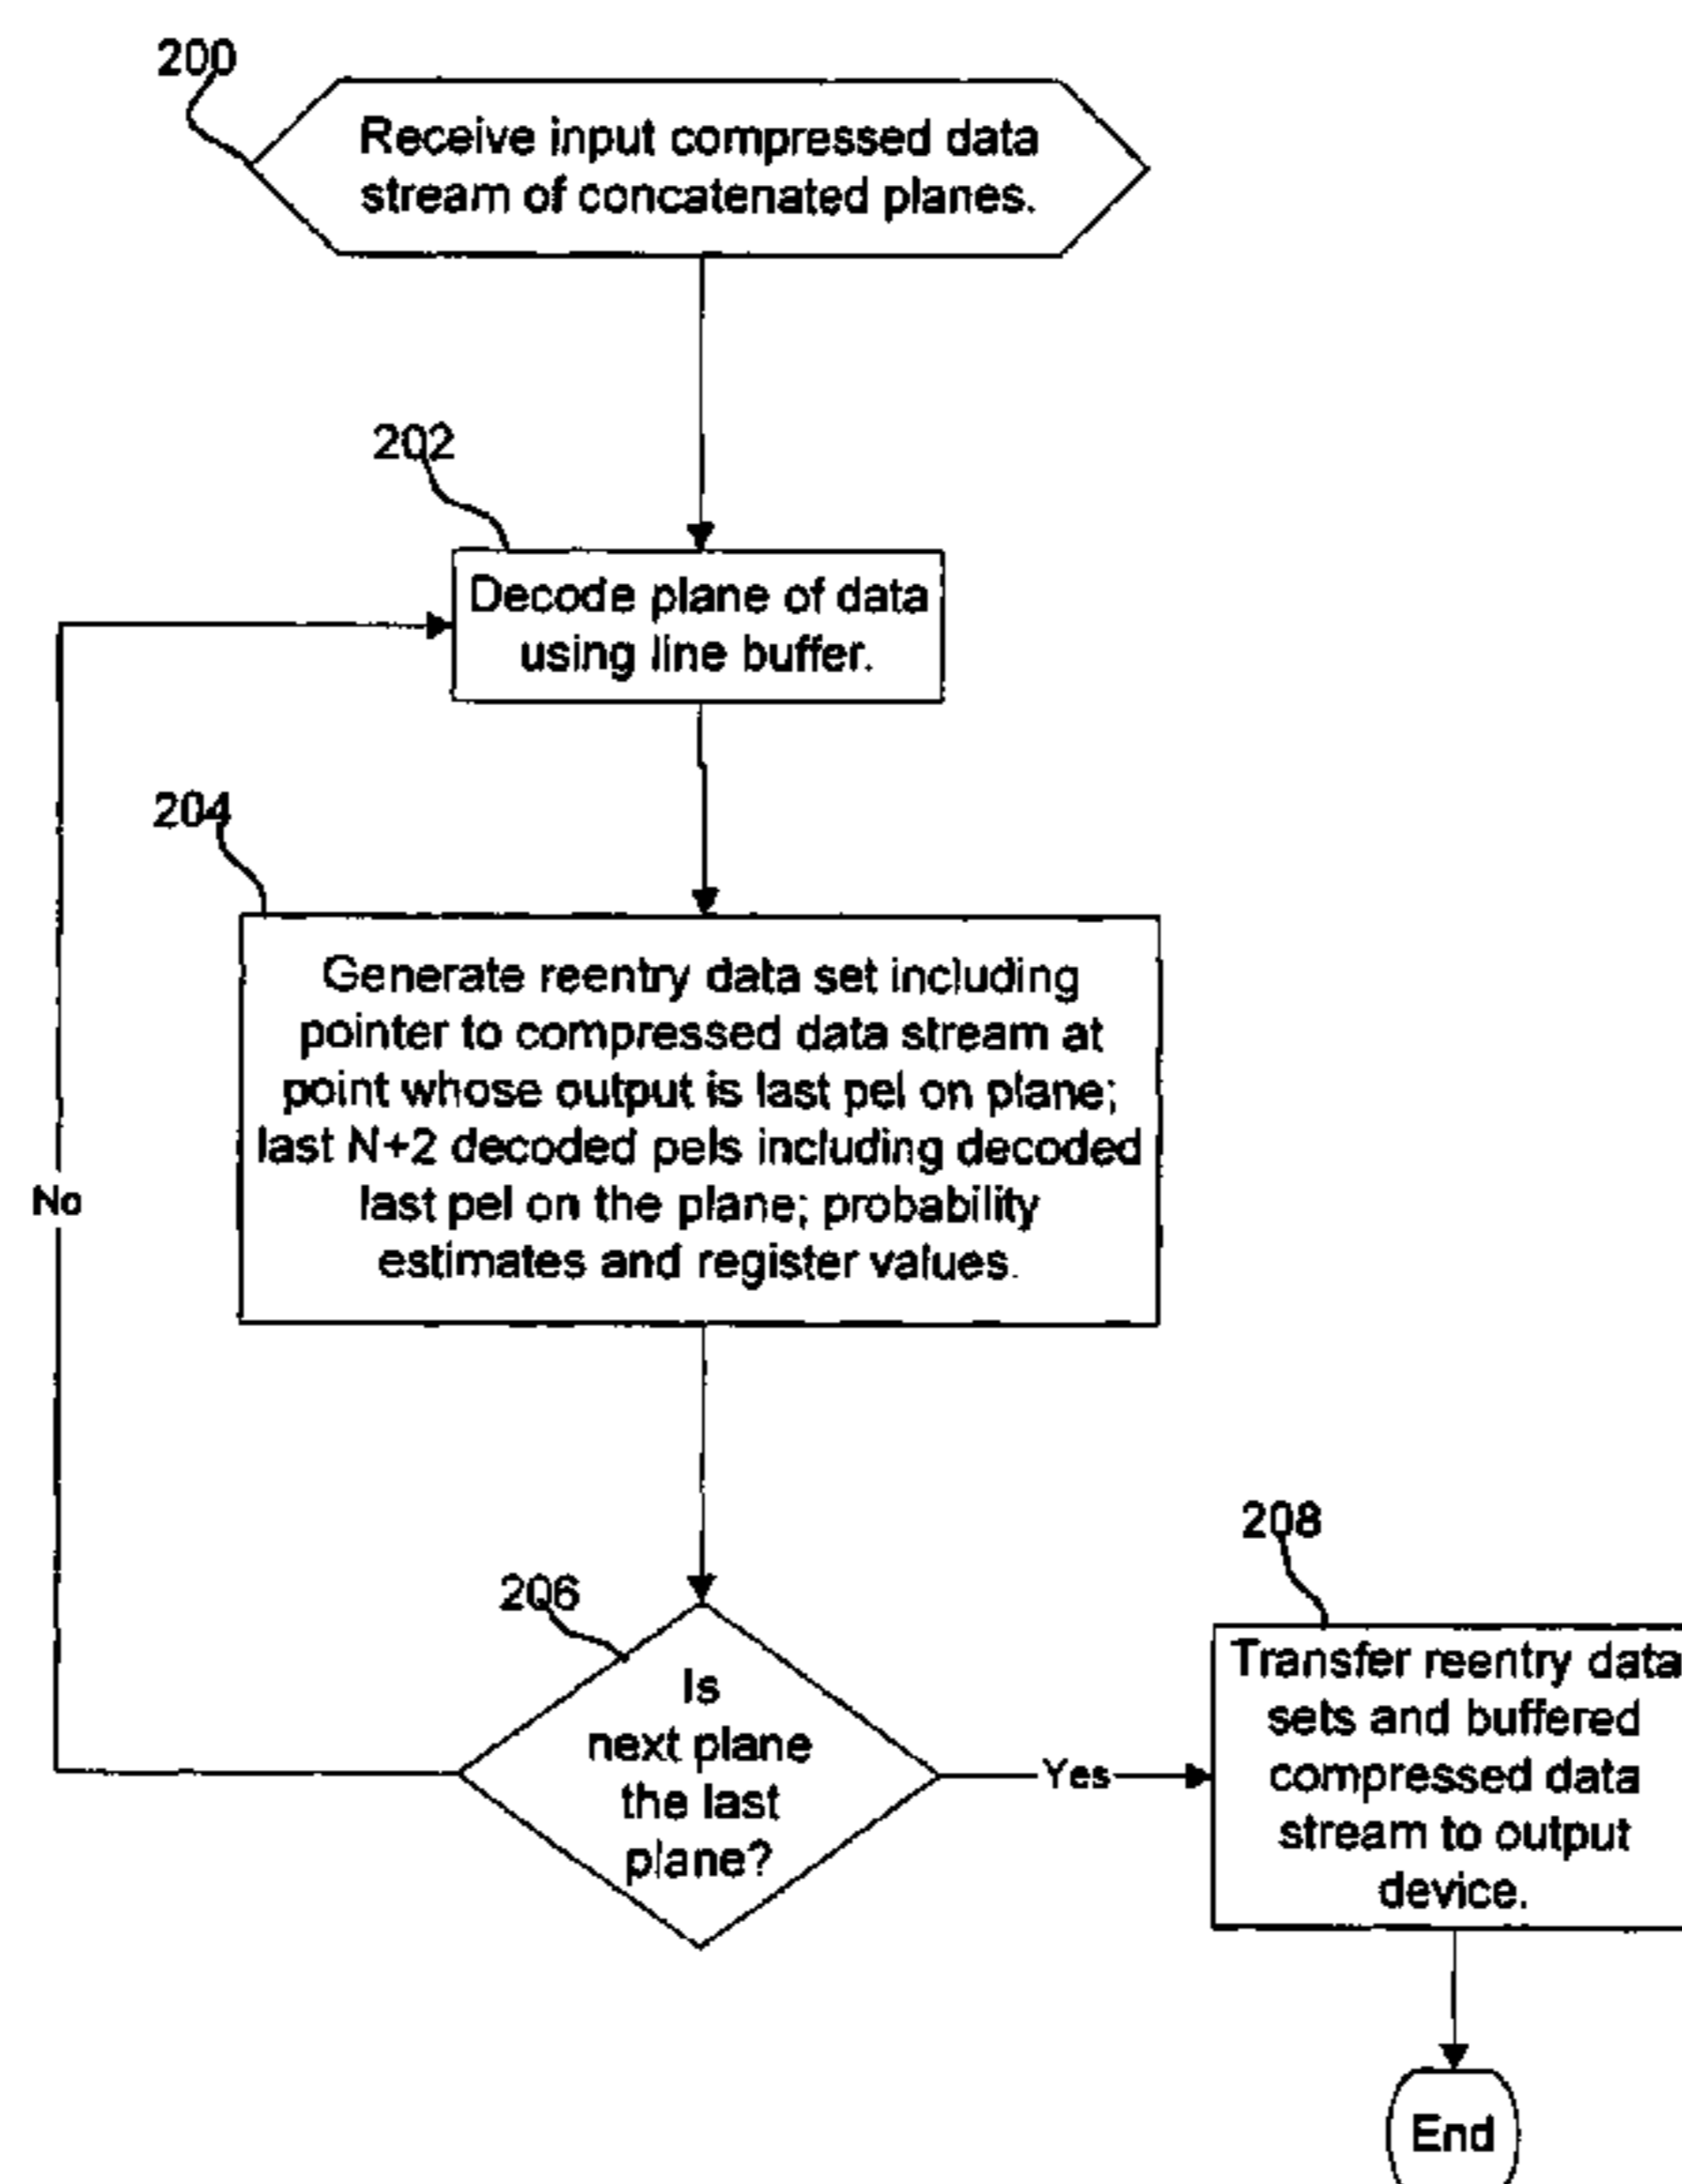 200
Receive input compressed data
stream of concatenated planes.
202
Decode plane of data
using line buffer.
204
Generate reentry data set including
pointer to compressed data stream at
point whose output is last pel on plane;
last N+2 decoded pels including decoded
last pel on the plane; probability
estimates and register values.
No
206
Is
next plane
the last
plane?
Yes
208
Transfer reentry data
sets and buffered
compressed data
stream to output
device.
End